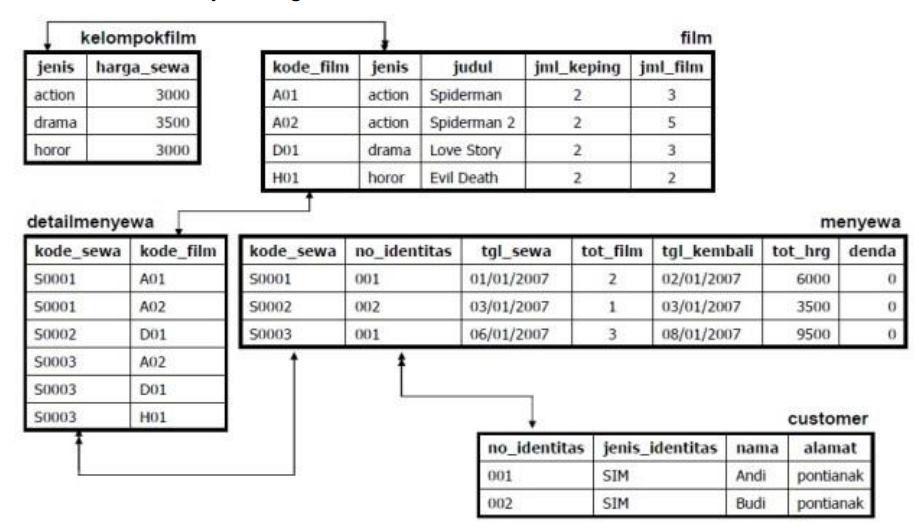 kelompokfilm
jenis harga_sewa
action 3000
drama 3500
horor 3000
film
kode_film jenis judul jml_keping jml_film
A01 action Spiderman 2 3
A02 action Spiderman 2 2 5
D01 drama Love Story 2 3
H01 horor Evil Death 2 2
detailmenyewa
kode_sewa kode_film
S0001 A01
S0001 A02
S0002 D01
S0003 A02
S0003 D01
S0003 H01
menyewa
kode_sewa no_identitas tgl_sewa tot_film tgl_kembali tot_hrg denda
S0001 001 01/01/2007 2 02/01/2007 6000 0
S0002 002 03/01/2007 1 03/01/2007 3500 0
S0003 001 06/01/2007 3 08/01/2007 9500 0
customer
no_identitas jenis_identitas nama alamat
001 SIM Andi pontianak
002 SIM Budi pontianak